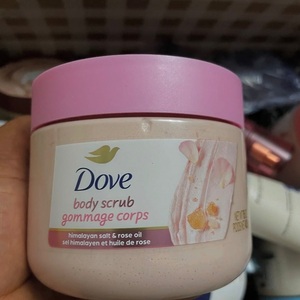 Dove
body scrub
gommage corps
himalayan salt & rose oil
sel himalayen et huile de rose